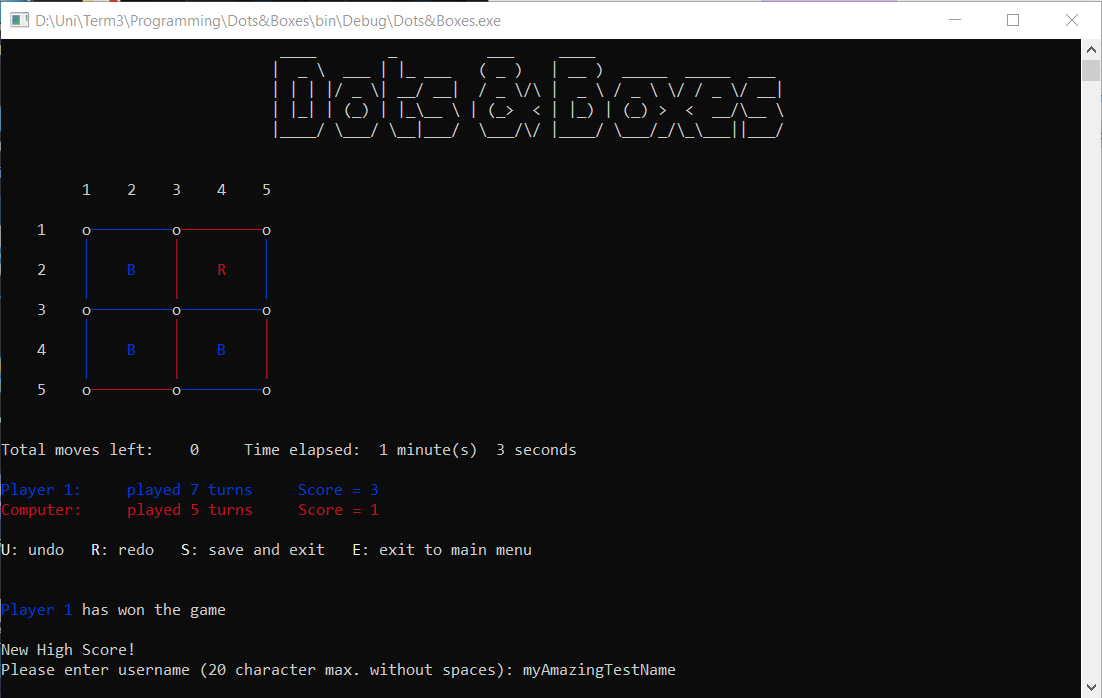 D:\Uni\Term3\Programming\Dots&Boxes\bin\Debug\Dots&Boxes.exe
Dots & Boxes
1 2 3 4 5
1 o o o
2 B R
3 o o o
4 B B
5 o o o
Total moves left: 0 Time elapsed: 1 minute(s) 3 seconds
Player 1: played 7 turns Score = 3
Computer: played 5 turns Score = 1
U: undo R: redo S: save and exit E: exit to main menu
Player 1 has won the game
New High Score!
Please enter username (20 character max. without spaces): myAmazingTestName